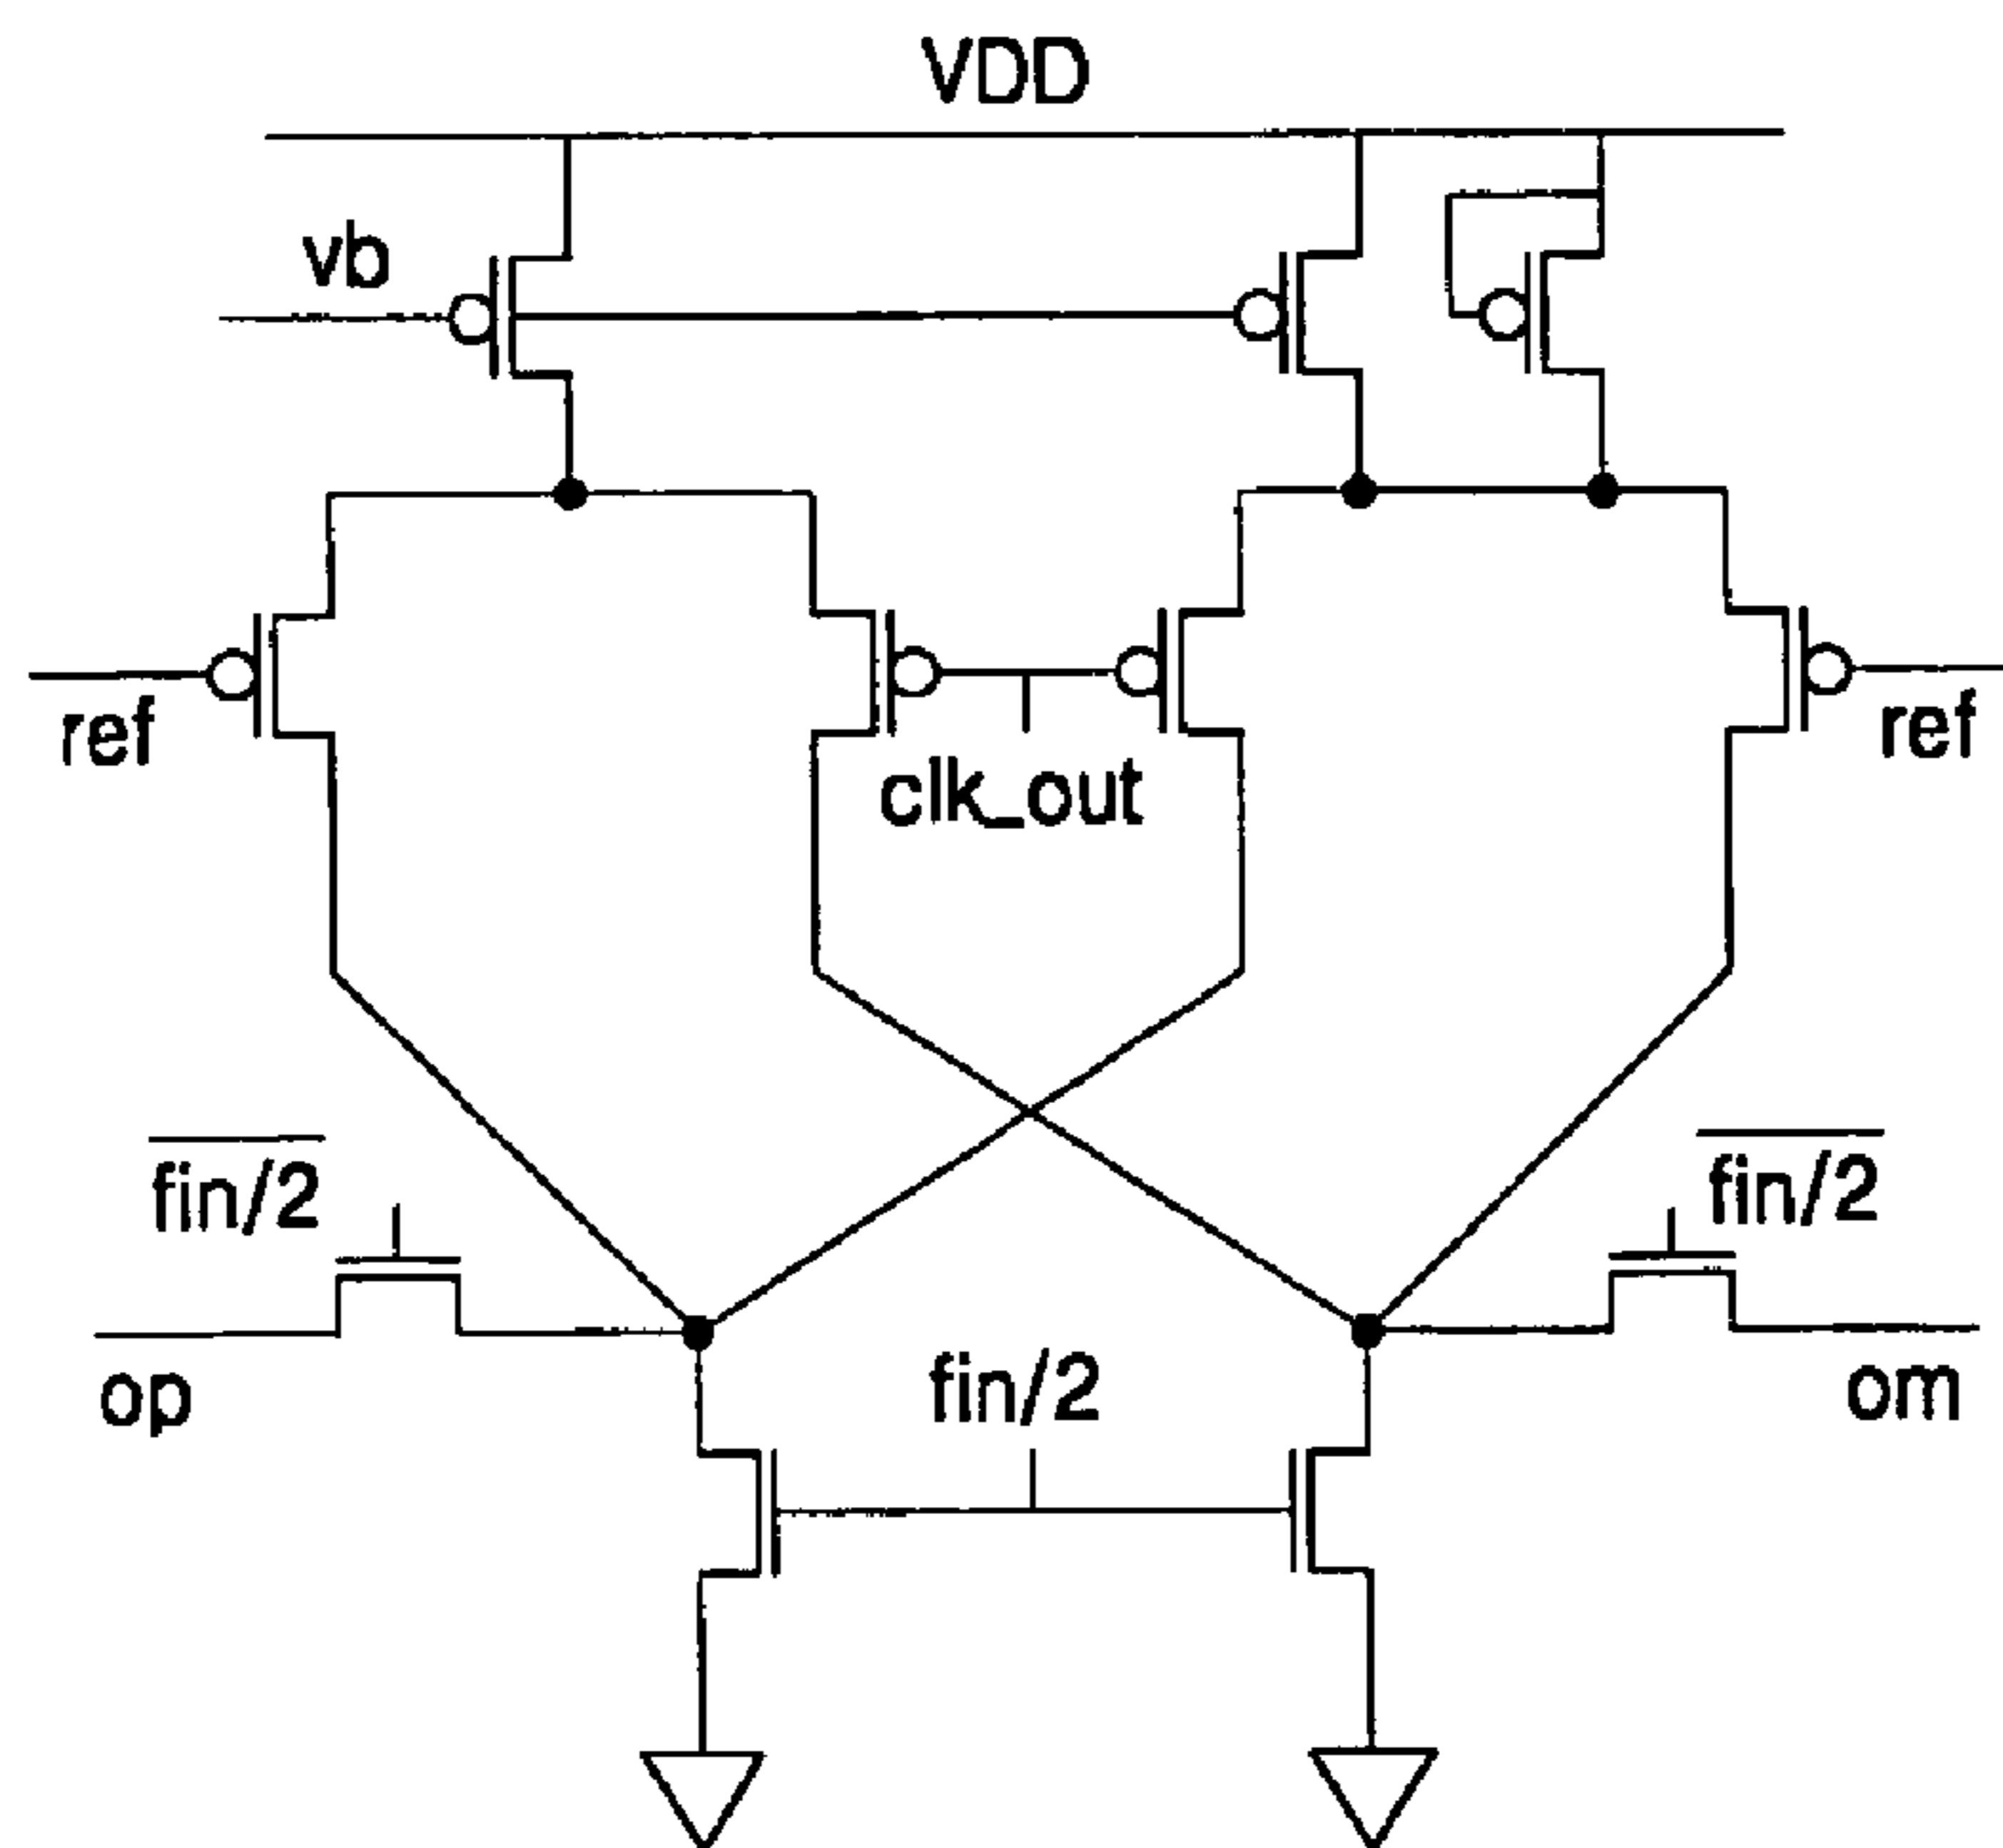 VDD
vb
ref
ref
clk_out
fin/2
fin/2
op
fin/2
om